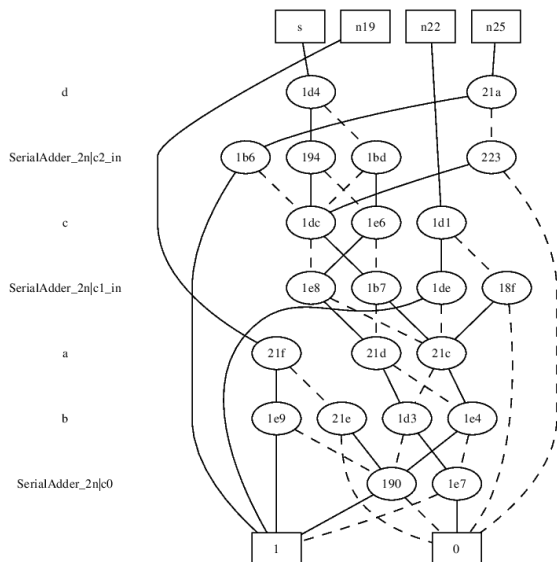 s n19 n22 n25
d 1d4 21a
SerialAdder_2n|c2_in 1b6 194 1bd 223
c 1dc 1e6 1d1
SerialAdder_2n|c1_in 1e8 1b7 1de 18f
a 21f 21d 21c
b 1e9 21e 1d3 1e4
SerialAdder_2n|c0 190 1e7
1 0